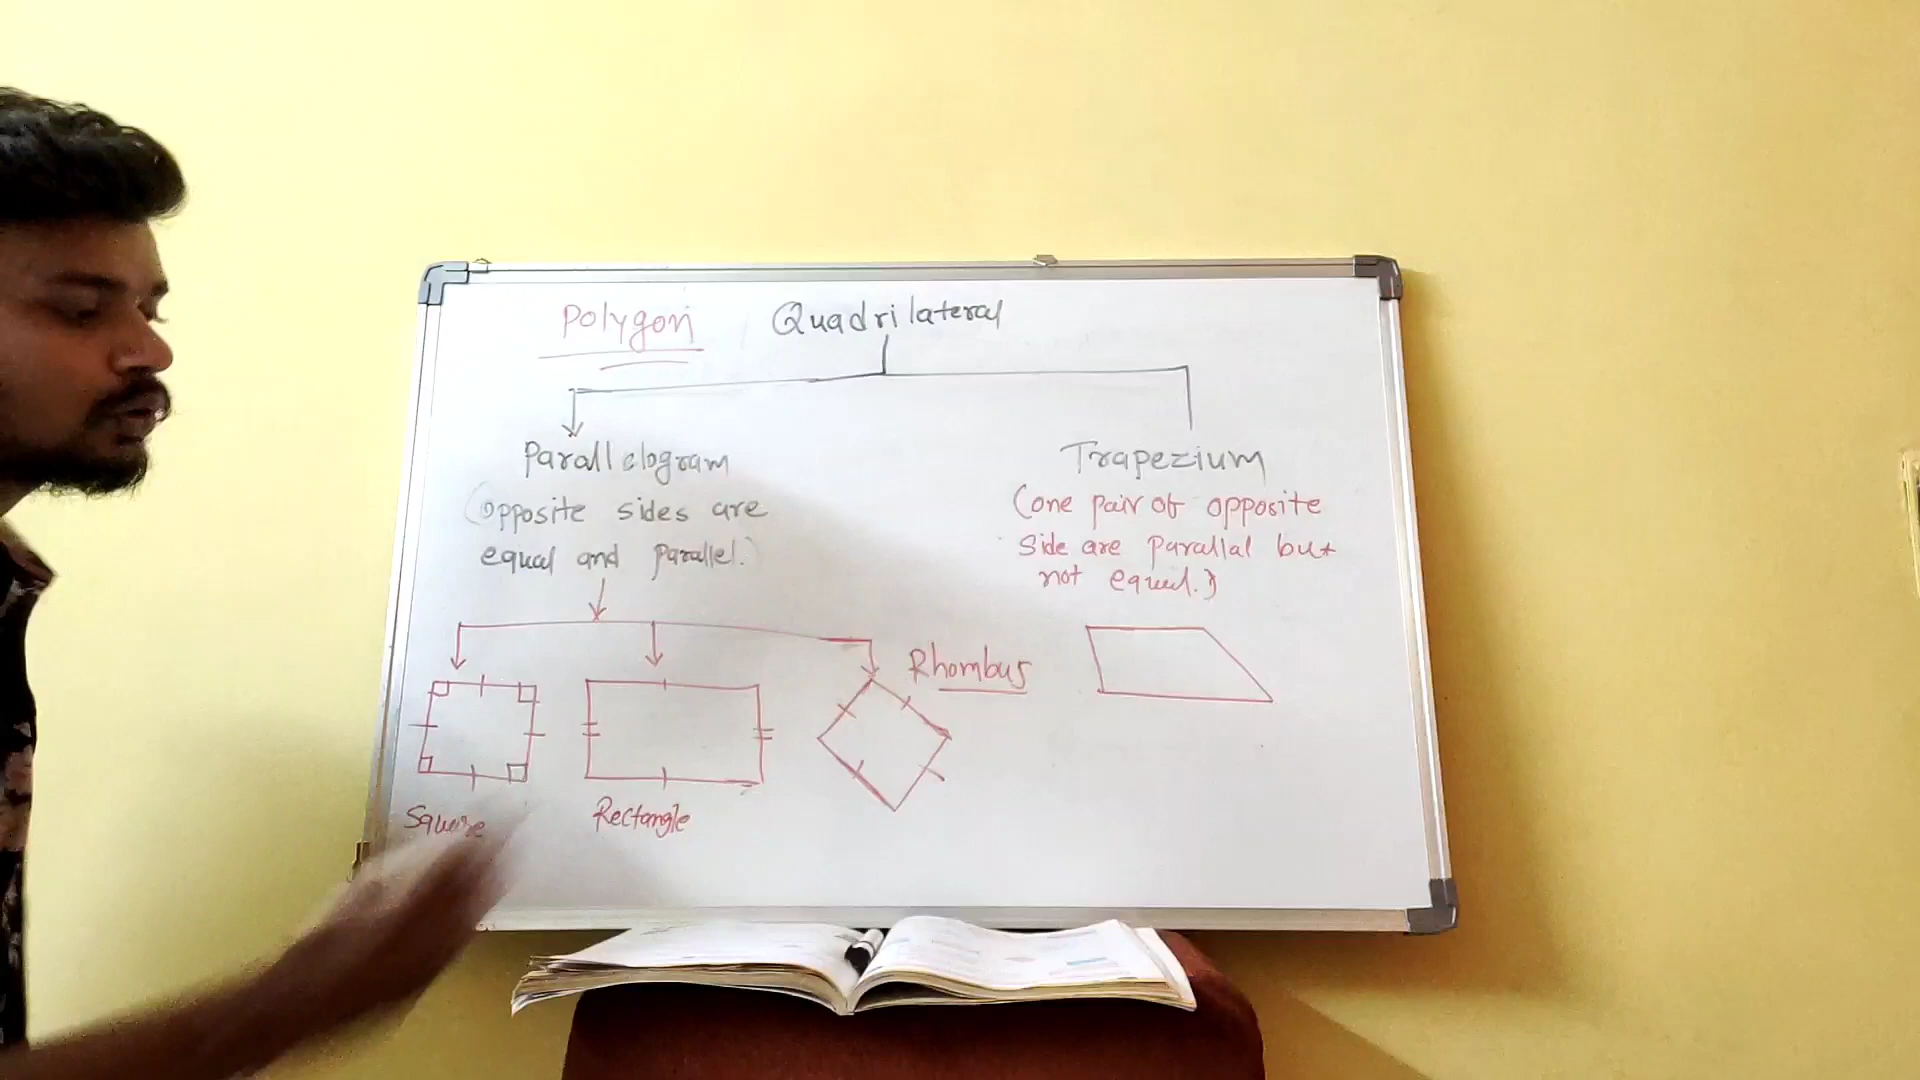 Polygon
Quadrilateral
Parallelogram
(opposite sides are
equal and parallel.)
Trapezium
(one pair of opposite
side are parallal but
not equal.)
Rhombus
Square
Rectangle